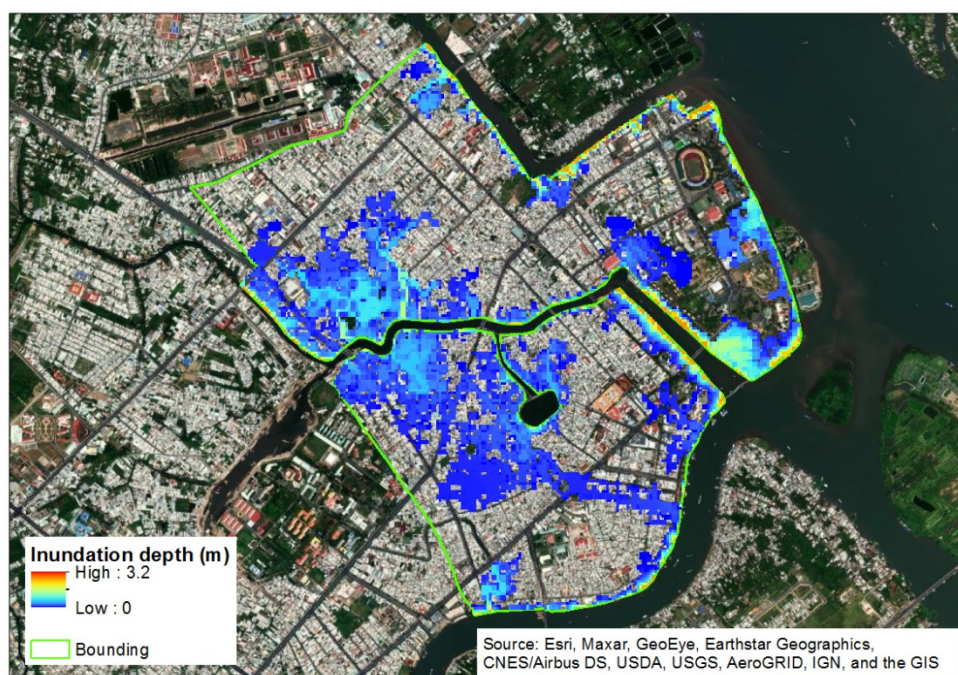 Inundation depth (m)
High : 3.2
Low : 0
Bounding
Source: Esri, Maxar, GeoEye, Earthstar Geographics,
CNES/Airbus DS, USDA, USGS, AeroGRID, IGN, and the GIS